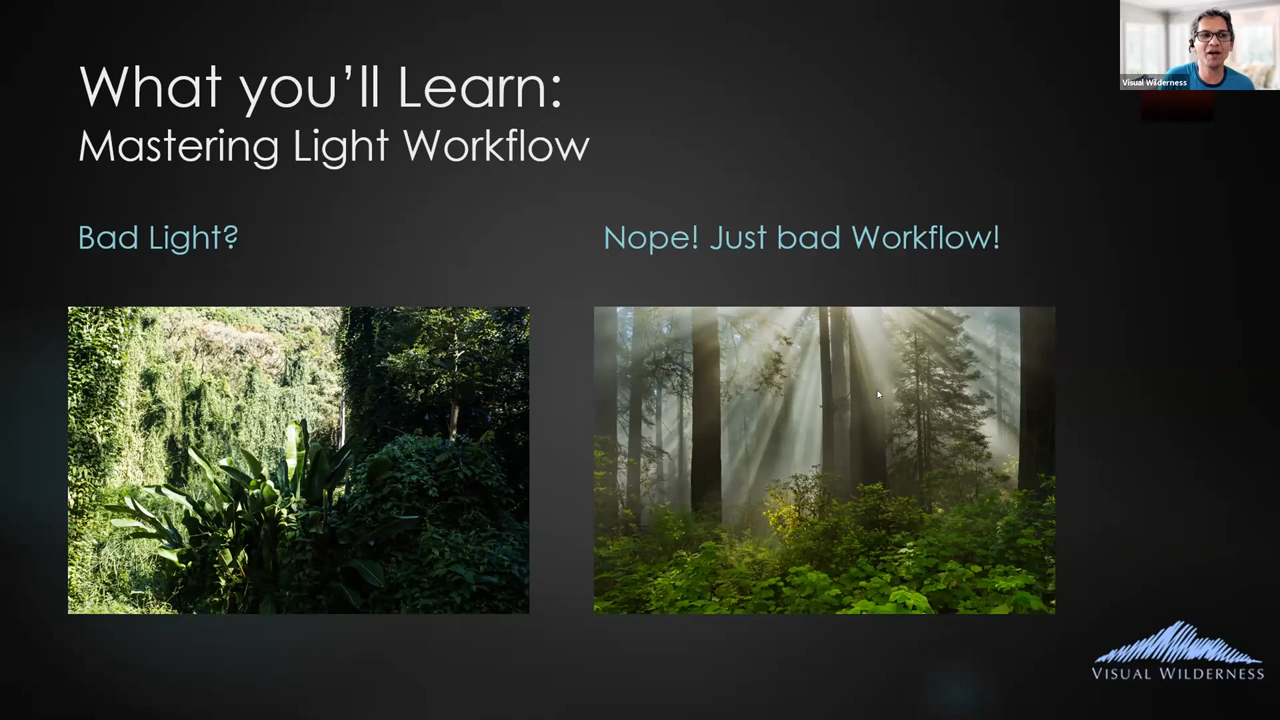 What you’ll Learn:
Mastering Light Workflow
Bad Light?
Nope! Just bad Workflow!
Visual Wilderness
VISUAL WILDERNESS